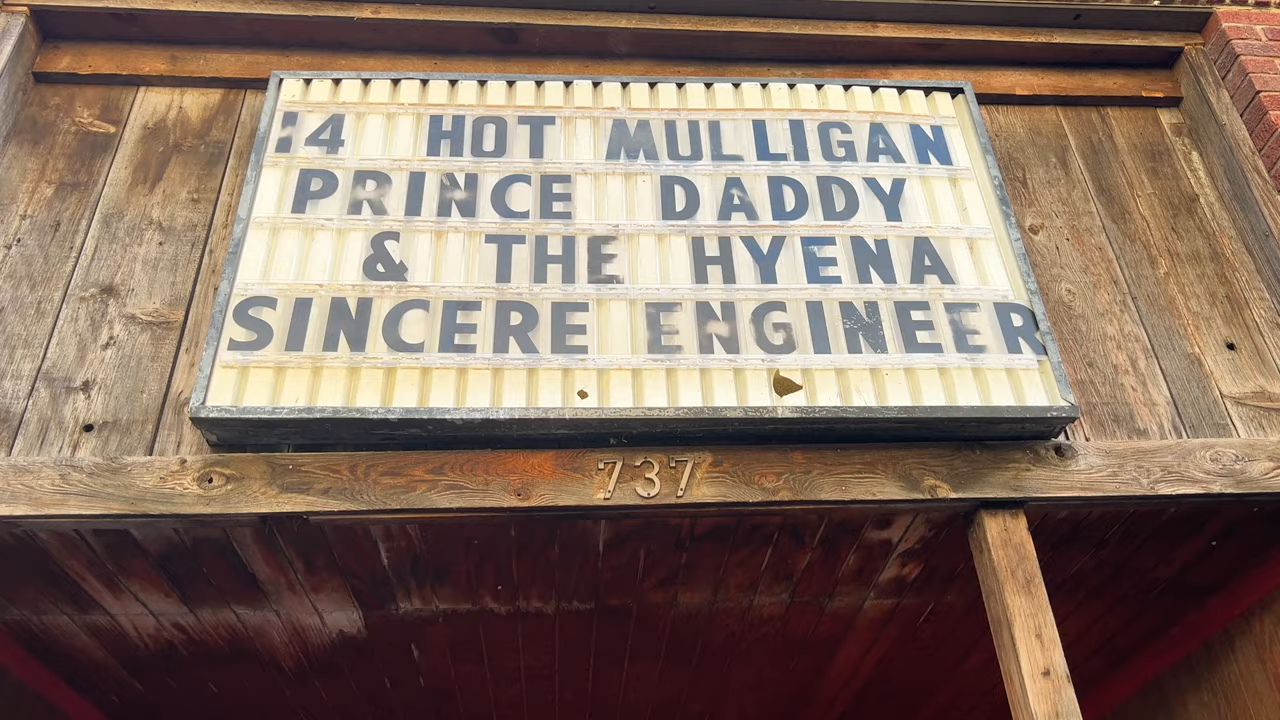 14 HOT MULLIGAN
PRINCE DADDY
& THE HYENA
SINCERE ENGINEER
737